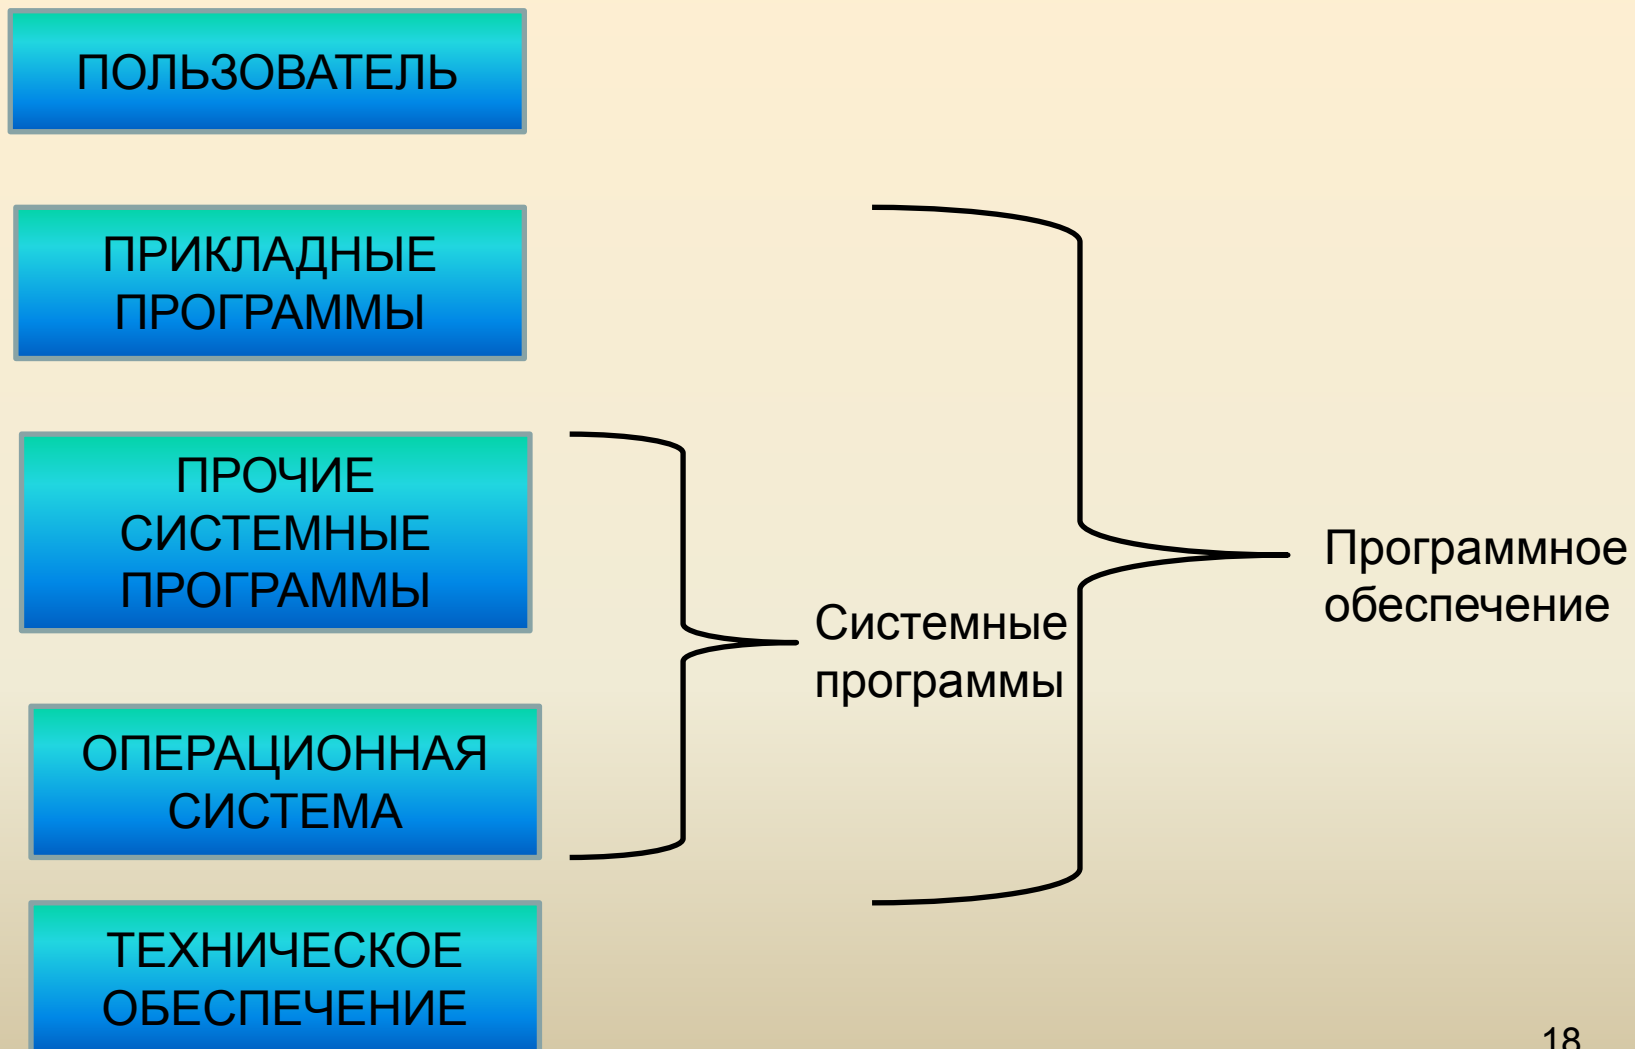 ПОЛЬЗОВАТЕЛЬ
ПРИКЛАДНЫЕ
ПРОГРАММЫ
ПРОЧИЕ
СИСТЕМНЫЕ
ПРОГРАММЫ
ОПЕРАЦИОННАЯ
СИСТЕМА
ТЕХНИЧЕСКОЕ
ОБЕСПЕЧЕНИЕ
Системные
программы
Программное
обеспечение
18